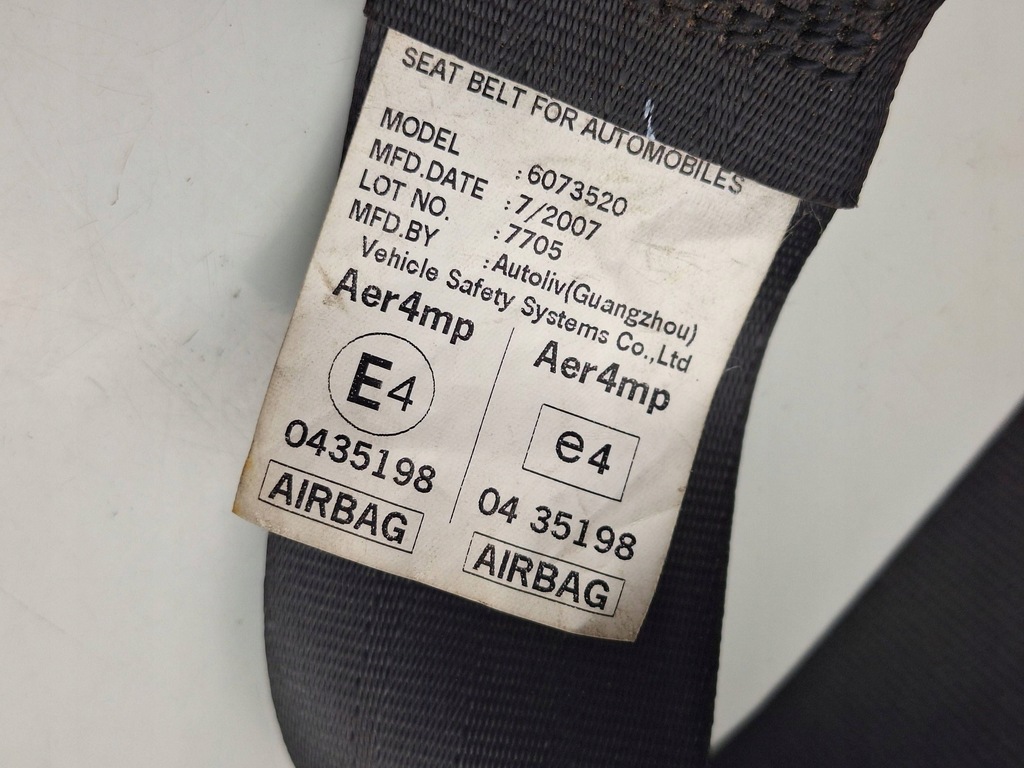 SEAT BELT FOR AUTOMOBILES
MODEL : 6073520
MFD.DATE : 7/2007
LOT NO. : 7705
MFD.BY : Autoliv(Guangzhou)
Vehicle Safety Systems Co.,Ltd
Aer4mp
E4
0435198
AIRBAG
Aer4mp
e4
04 35198
AIRBAG